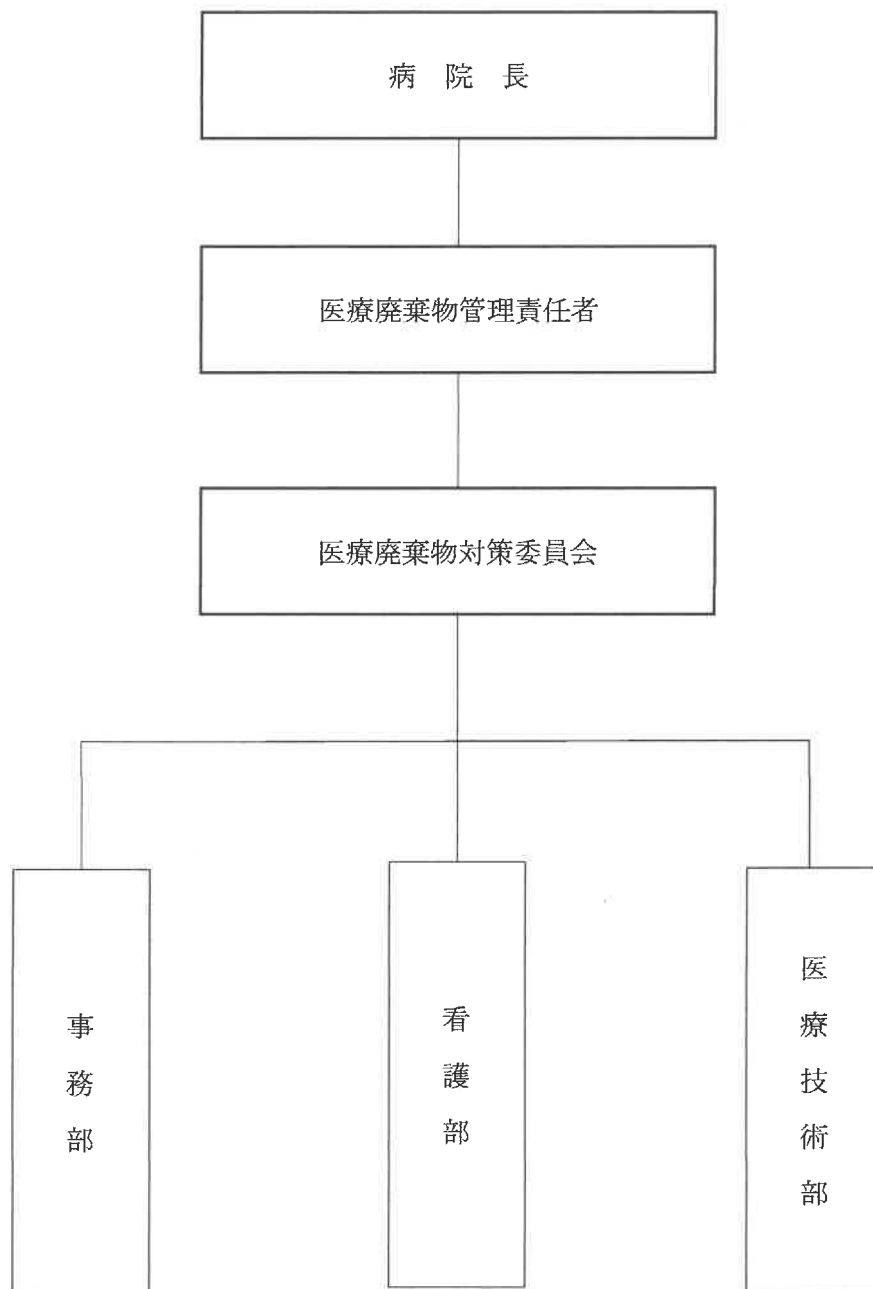 病 院 長
医療廃棄物管理責任者
医療廃棄物対策委員会
事務部
看護部
医療技術部